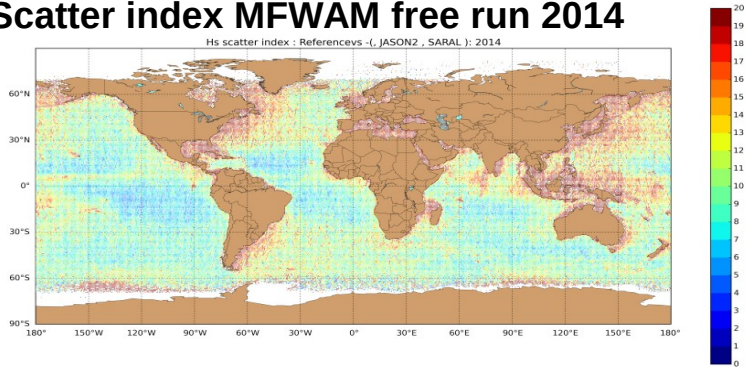 Scatter index MFWAM free run 2014
Hs scatter index : Referencevs -(, JASON2 , SARAL ): 2014
60°N
30°N
0°
30°S
60°S
90°S
180° 150°W 120°W 90°W 60°W 30°W 0° 30°E 60°E 90°E 120°E 150°E 180°
20
19
18
17
16
15
14
13
12
11
10
9
8
7
6
5
4
3
2
1
0